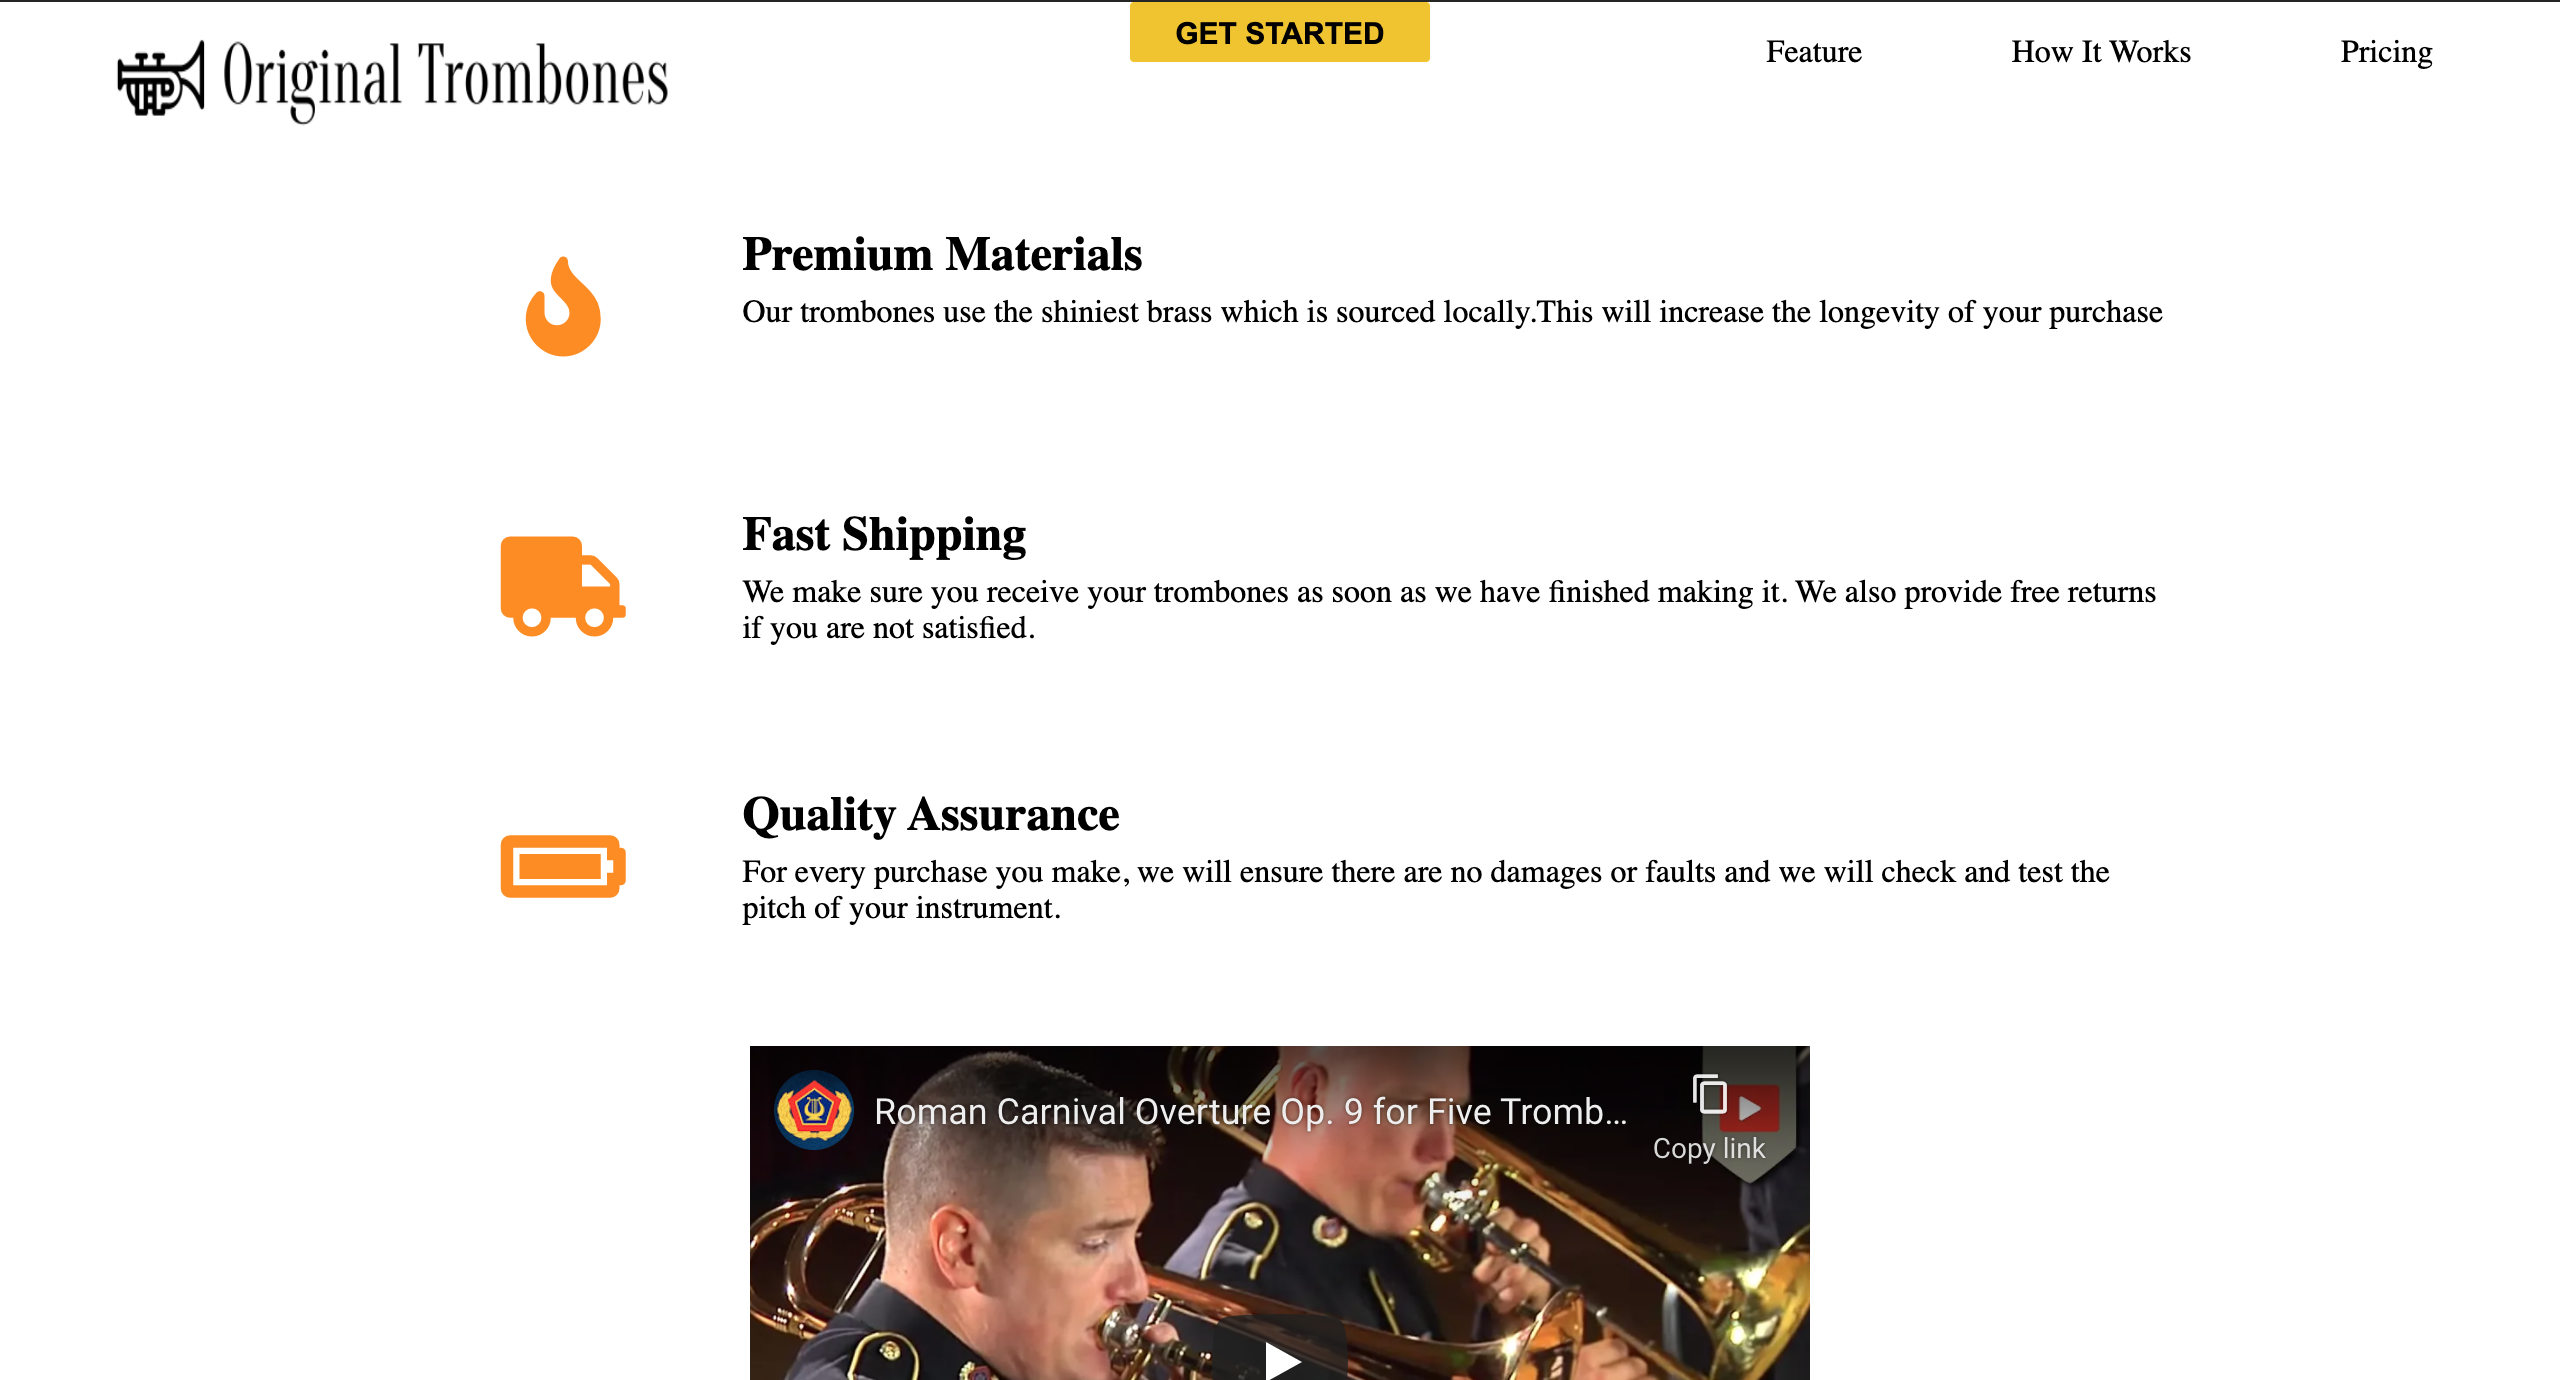 Original Trombones
GET STARTED
Feature
How It Works
Pricing
Premium Materials
Our trombones use the shiniest brass which is sourced locally.This will increase the longevity of your purchase
Fast Shipping
We make sure you receive your trombones as soon as we have finished making it. We also provide free returns
if you are not satisfied.
Quality Assurance
For every purchase you make, we will ensure there are no damages or faults and we will check and test the
pitch of your instrument.
Roman Carnival Overture Op. 9 for Five Tromb...
Copy link